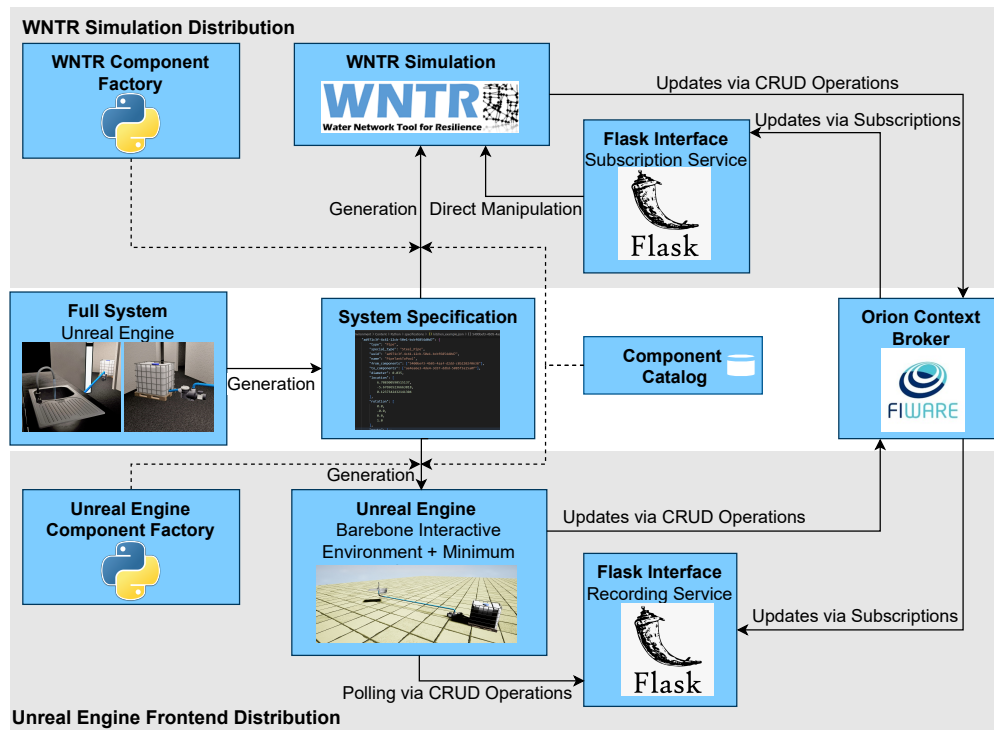 WNTR Simulation Distribution
WNTR Component
Factory
WNTR Simulation
WNTR
Water Network Tool for Resilience
Updates via CRUD Operations
Updates via Subscriptions
Flask Interface
Subscription Service
Flask
Generation
Direct Manipulation
Full System
Unreal Engine
Generation
System Specification
Component
Catalog
Orion Context
Broker
FIWARE
Generation
Unreal Engine
Component Factory
Unreal Engine
Barebone Interactive
Environment + Minimum
Updates via CRUD Operations
Flask Interface
Recording Service
Flask
Updates via Subscriptions
Polling via CRUD Operations
Unreal Engine Frontend Distribution